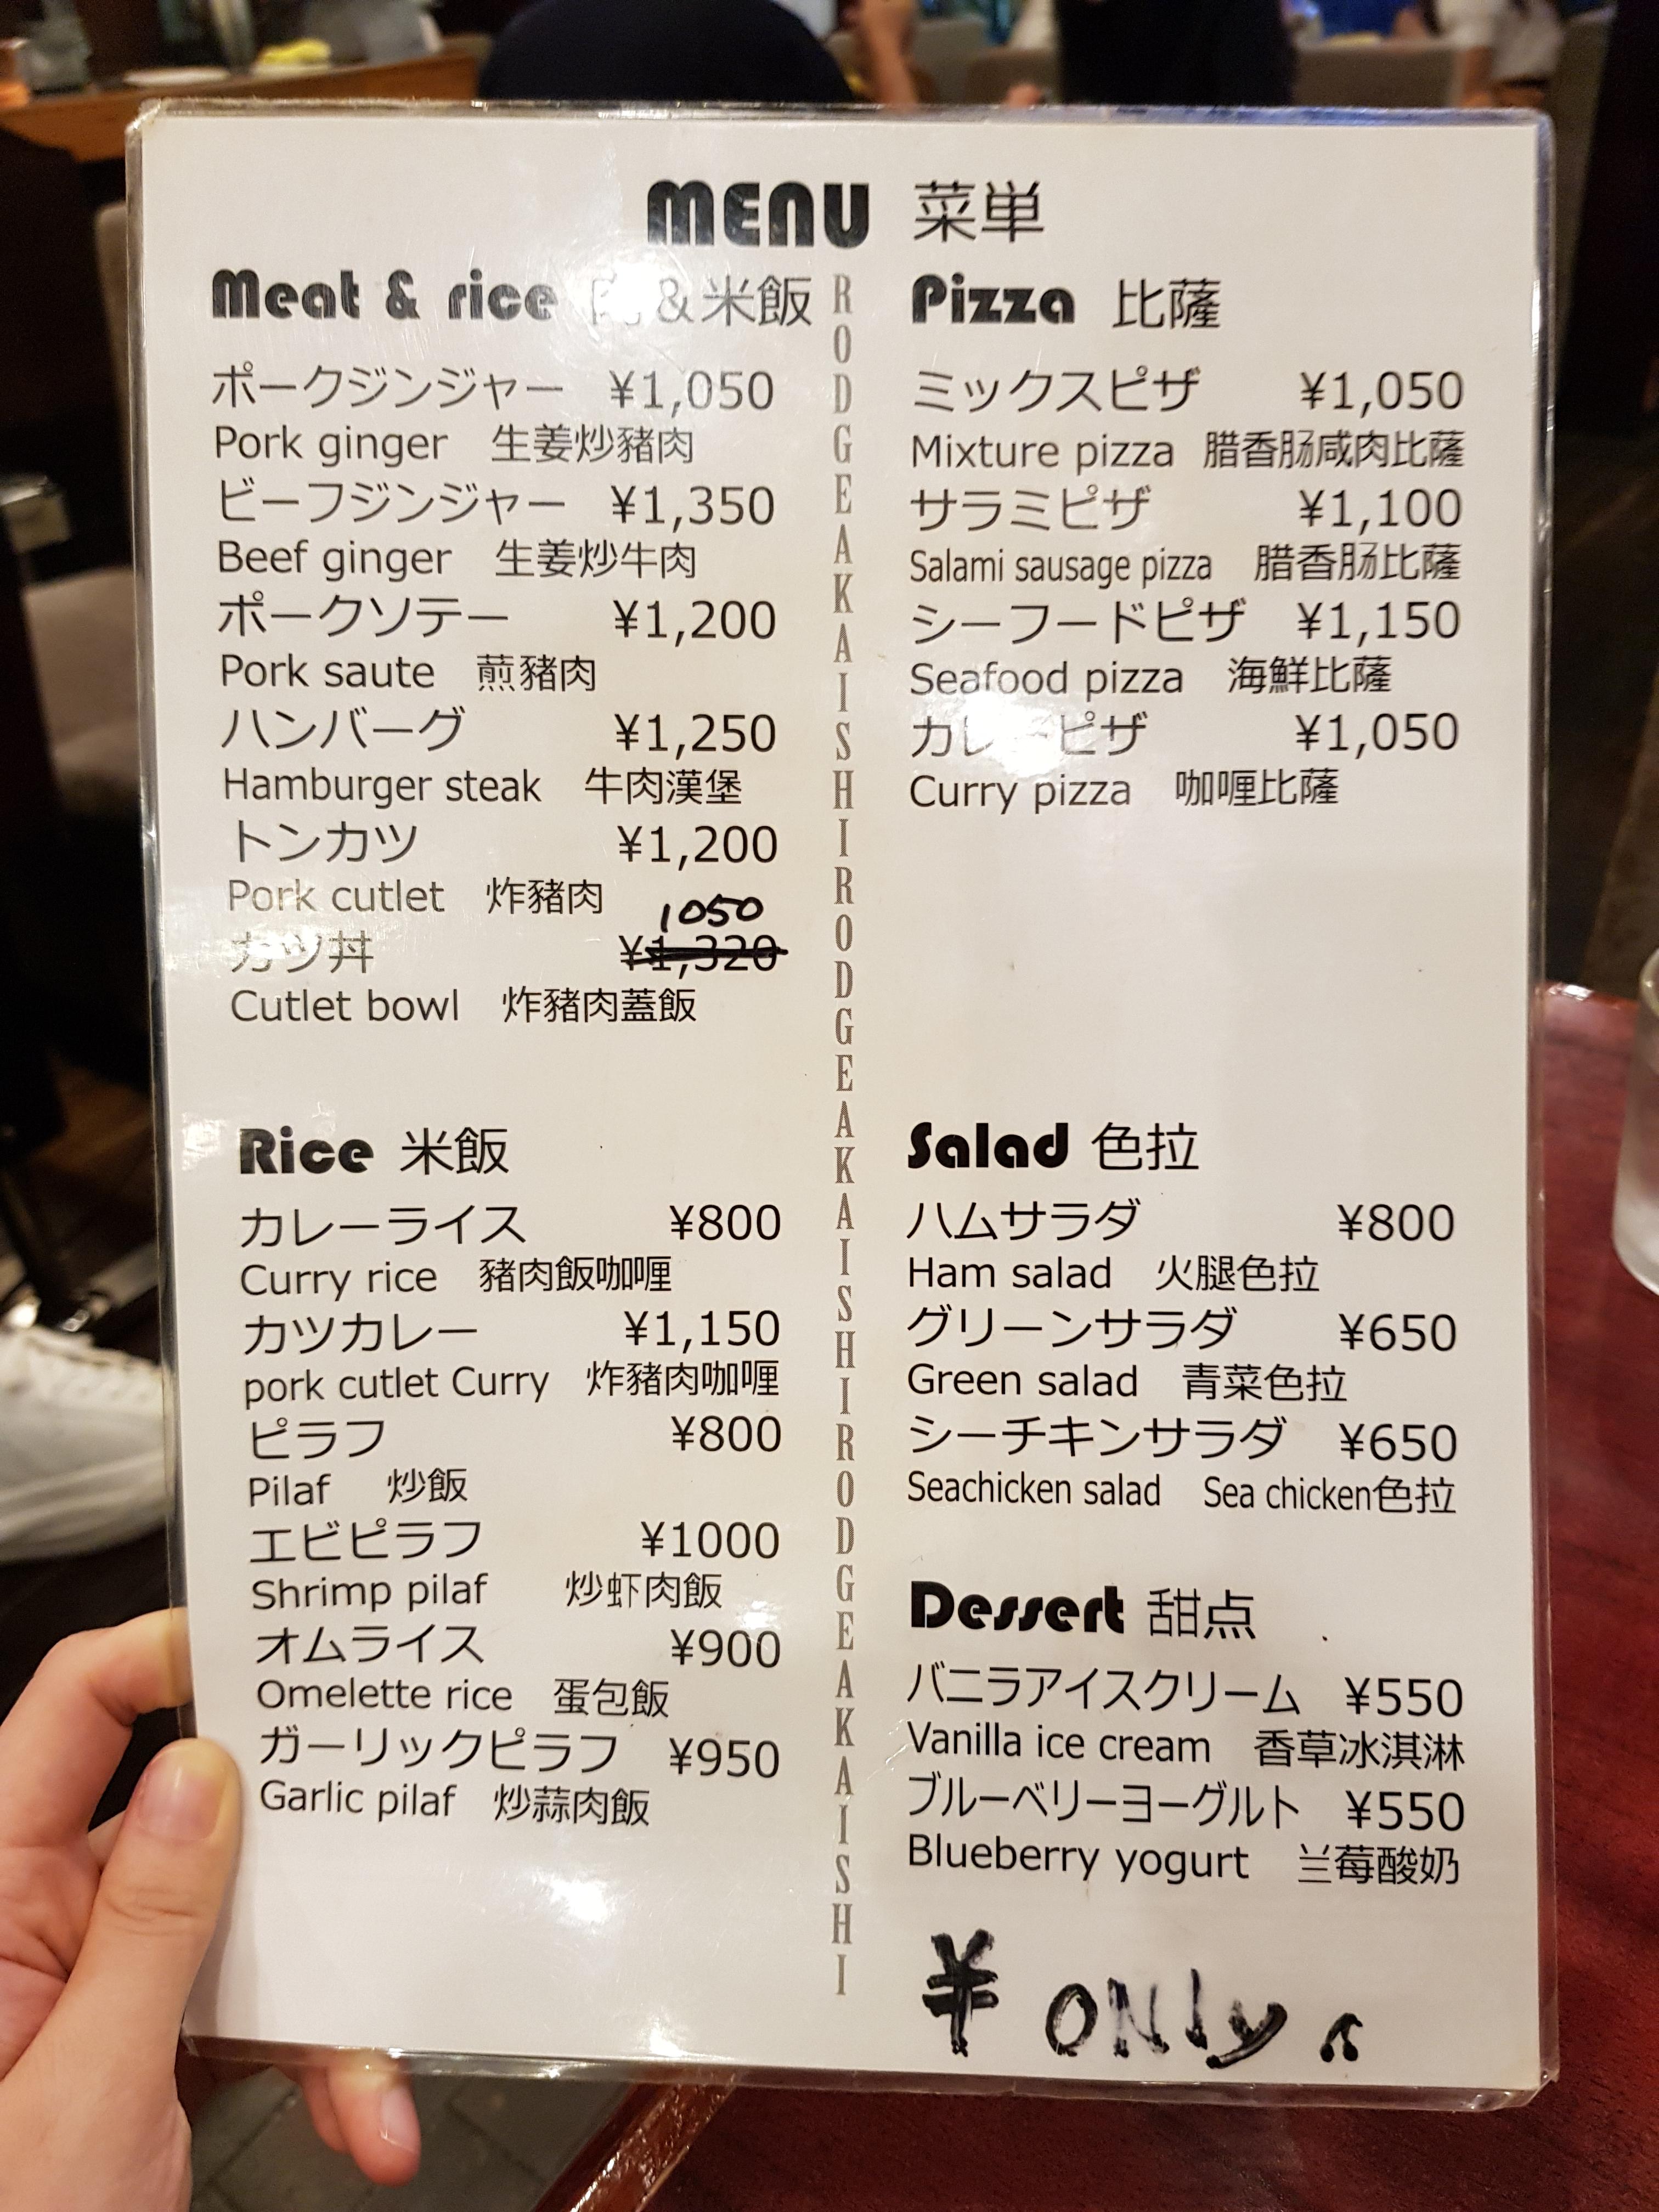 MENU 菜単
Meat & rice 肉&米飯
ポークジンジャー ¥1,050
Pork ginger 生姜炒豬肉
ビーフジンジャー ¥1,350
Beef ginger 生姜炒牛肉
ポークソテー ¥1,200
Pork saute 煎豬肉
ハンバーグ ¥1,250
Hamburger steak 牛肉漢堡
トンカツ ¥1,200
Pork cutlet 炸豬肉
1050
カツ丼 ¥1,320
Cutlet bowl 炸豬肉蓋飯
Rice 米飯
カレーライス ¥800
Curry rice 豬肉飯咖喱
カツカレー ¥1,150
pork cutlet Curry 炸豬肉咖喱
ピラフ ¥800
Pilaf 炒飯
エビピラフ ¥1000
Shrimp pilaf 炒虾肉飯
オムライス ¥900
Omelette rice 蛋包飯
ガーリックピラフ ¥950
Garlic pilaf 炒蒜肉飯
RODGEAKAISHIRODGEAKAISHIRODGEAKAISHI
Pizza 比薩
ミックスピザ ¥1,050
Mixture pizza 腊香肠咸肉比薩
サラミピザ ¥1,100
Salami sausage pizza 腊香肠比薩
シーフードピザ ¥1,150
Seafood pizza 海鮮比薩
カレーピザ ¥1,050
Curry pizza 咖喱比薩
Salad 色拉
ハムサラダ ¥800
Ham salad 火腿色拉
グリーンサラダ ¥650
Green salad 青菜色拉
シーチキンサラダ ¥650
Seachicken salad Sea chicken色拉
Dessert 甜点
バニラアイスクリーム ¥550
Vanilla ice cream 香草冰淇淋
ブルーベリーヨーグルト ¥550
Blueberry yogurt 兰莓酸奶
¥ ONly